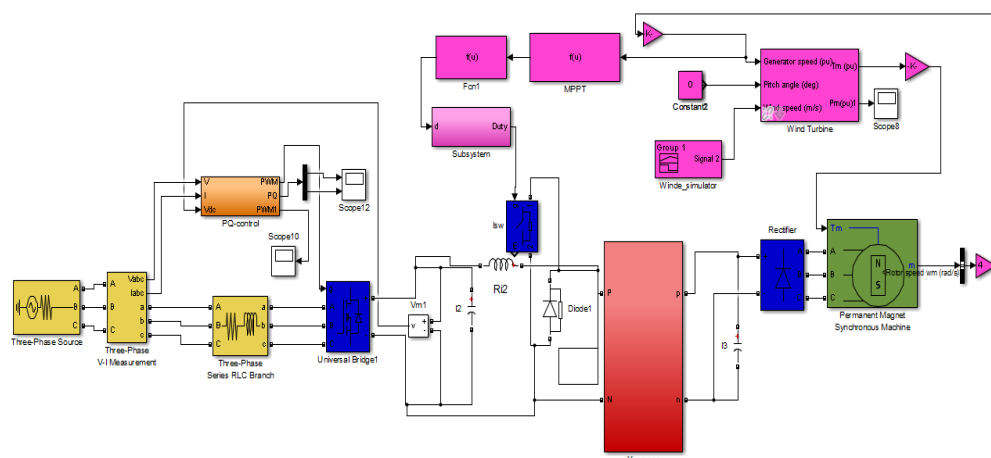 K-
f(u)
f(u)
Fcn1
MPPT
Generator speed (pu)
Tm (pu)
Pitch angle (deg)
Wind speed (m/s)
Pm(pu)1
Wind Turbine
-K-
0
Constant2
Scope8
d
Duty
Subsystem
Group 1
Signal 2
Winde_simulator
V
I
Vdc
PWM
PQ
PWM1
PQ-control
Scope12
Scope10
Isw
Ri2
Rectifier
Tm
N
S
m
<Rotor speed wm (rad/s)
4
Permanent Magnet
Synchronous Machine
A
B
C
A
B
C
Three-Phase Source
Vabc
Iabc
A
B
C
a
b
c
Three-Phase
V-I Measurement
A
B
C
a
b
c
Three-Phase
Series RLC Branch
Universal Bridge1
Vm1
v
+
-
I2
Diode1
P
N
p
n
I3
+
-
A
B
C
A
B
C